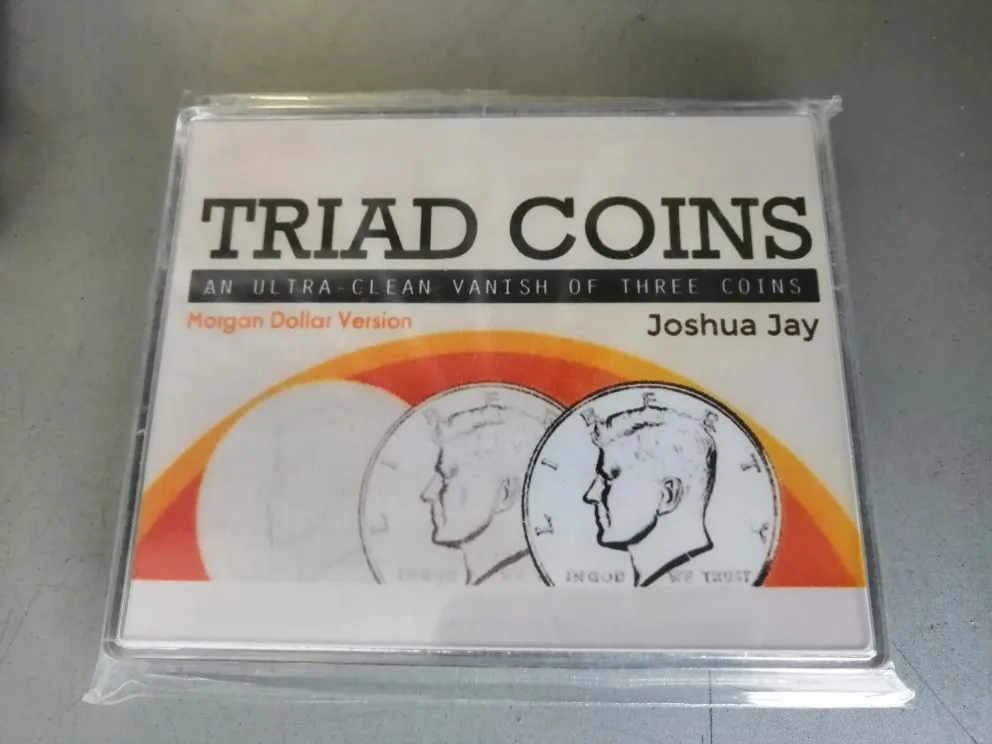 TRIAD COINS
AN ULTRA-CLEAN VANISH OF THREE COINS
Morgan Dollar Version
Joshua Jay
LIBERTY
IN GOD WE TRUST